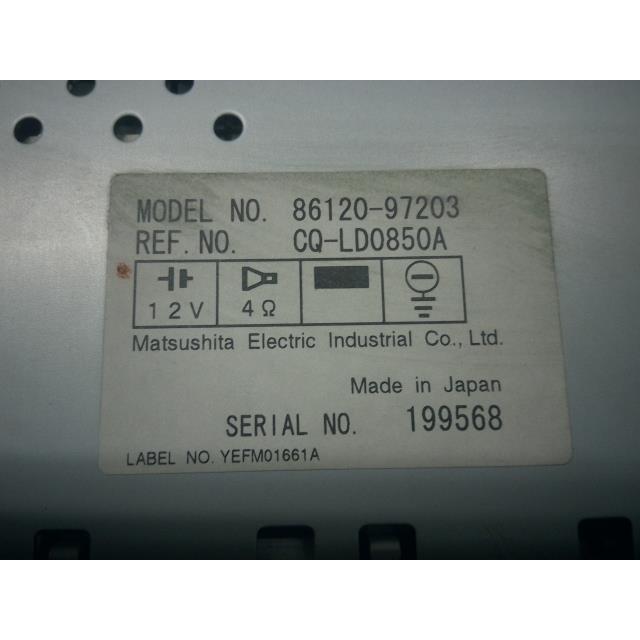 MODEL NO. 86120-97203
REF.NO. CQ-LD0850A
12V 4Ω
Matsushita Electric Industrial Co., Ltd.
Made in Japan
SERIAL NO. 199568
LABEL NO. YEFM01661A